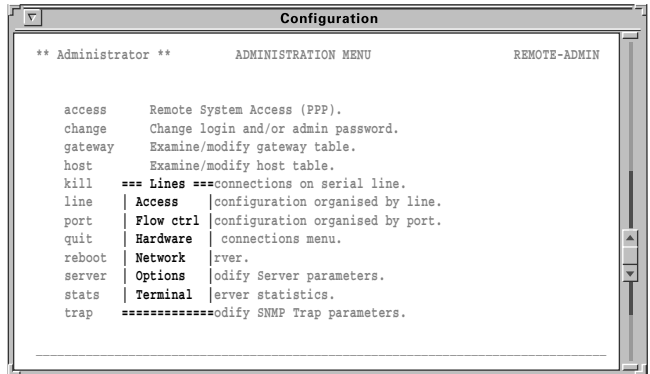 Configuration
** Administrator ** ADMINISTRATION MENU REMOTE-ADMIN
access Remote System Access (PPP).
change Change login and/or admin password.
gateway Examine/modify gateway table.
host Examine/modify host table.
kill === Lines ===connections on serial line.
line | Access |configuration organised by line.
port | Flow ctrl |configuration organised by port.
quit | Hardware | connections menu.
reboot | Network |rver.
server | Options |odify Server parameters.
stats | Terminal |erver statistics.
trap =============odify SNMP Trap parameters.